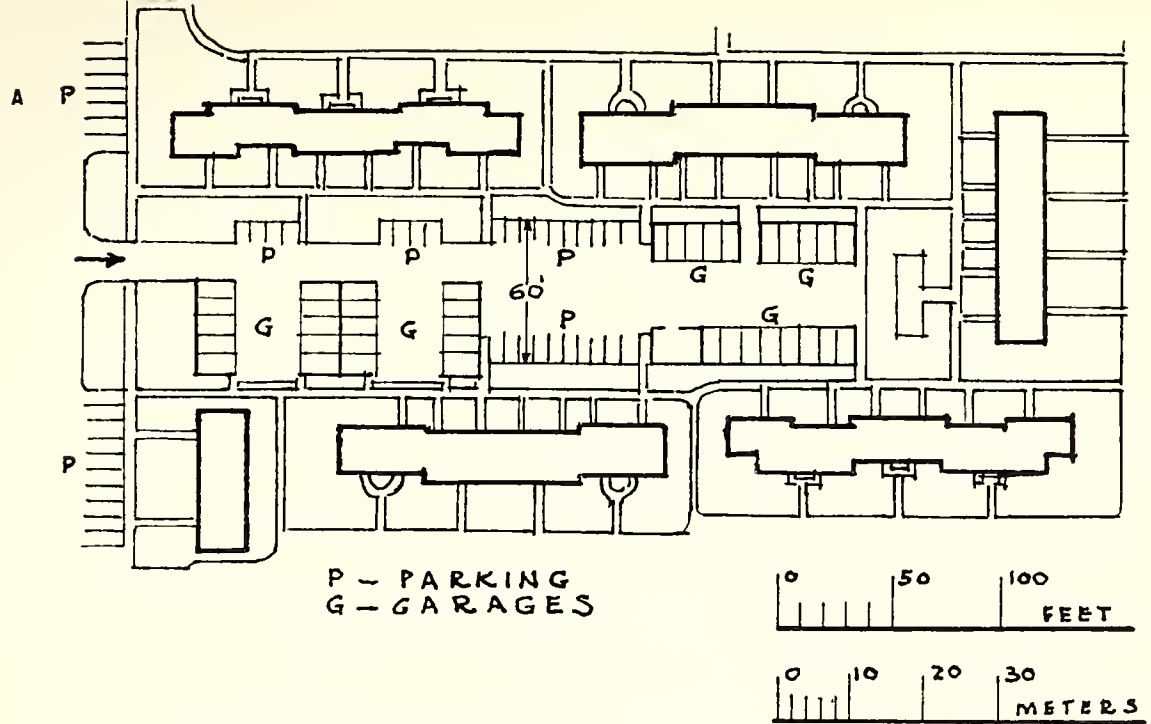 A P
P P P
G G
60'
G G
P G
P
P – PARKING
G – GARAGES
0 50 100
FEET
0 10 20 30
METERS